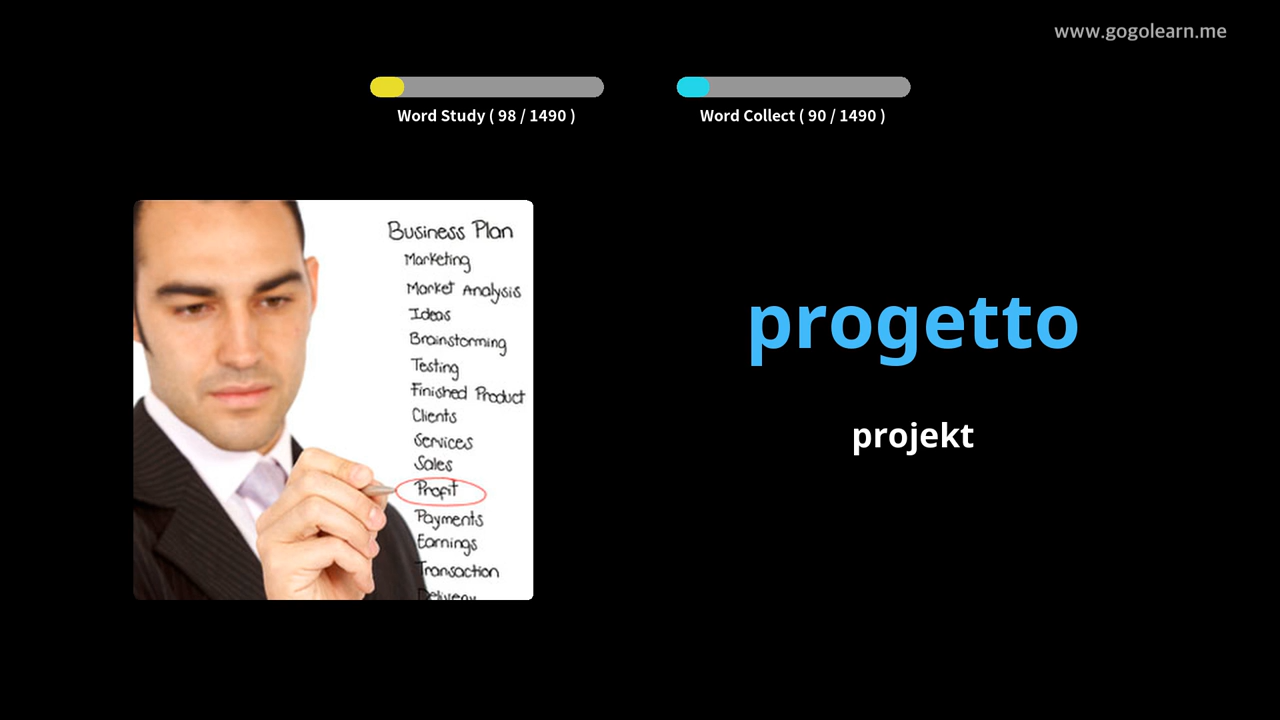 www.gogolearn.me
Word Study ( 98 / 1490 )
Word Collect ( 90 / 1490 )
Business Plan
Marketing
Market Analysis
Ideas
Brainstorming
Testing
Finished Product
Clients
Services
Sales
Profit
Payments
Earnings
Transaction
Delivery
progetto
projekt